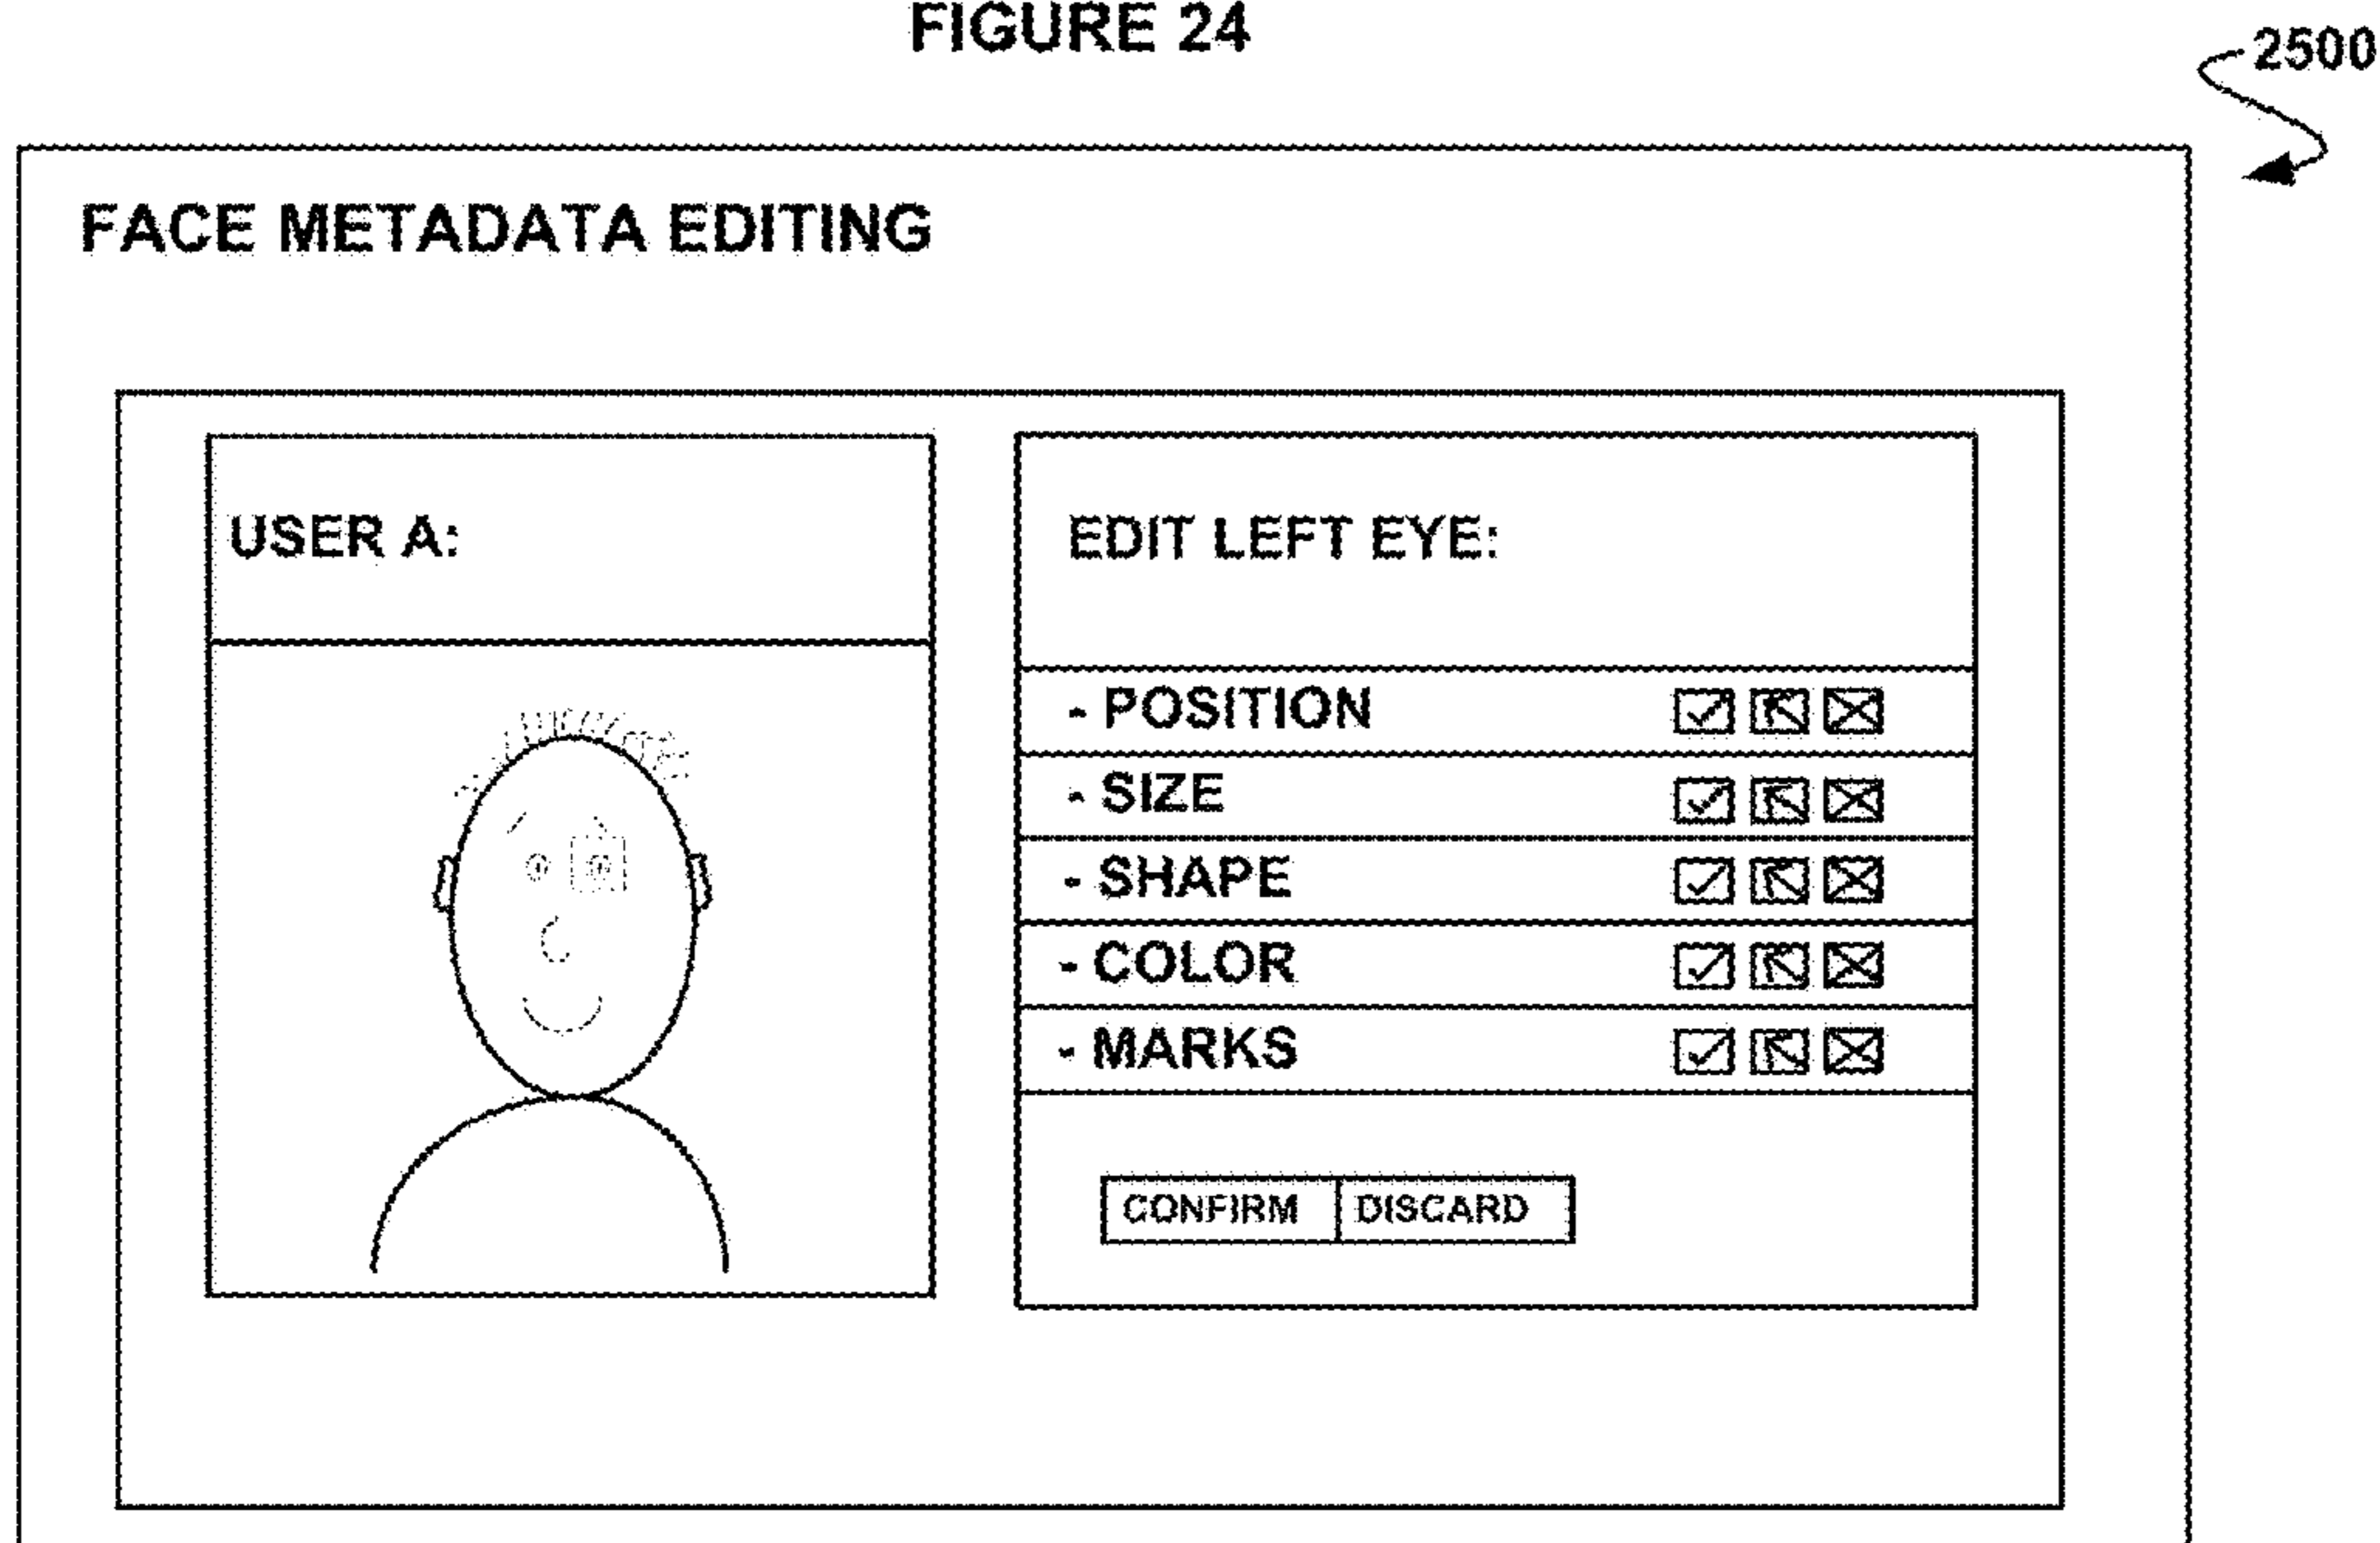 FIGURE 24
2500
FACE METADATA EDITING
USER A:
EDIT LEFT EYE:
- POSITION
- SIZE
- SHAPE
- COLOR
- MARKS
CONFIRM DISCARD